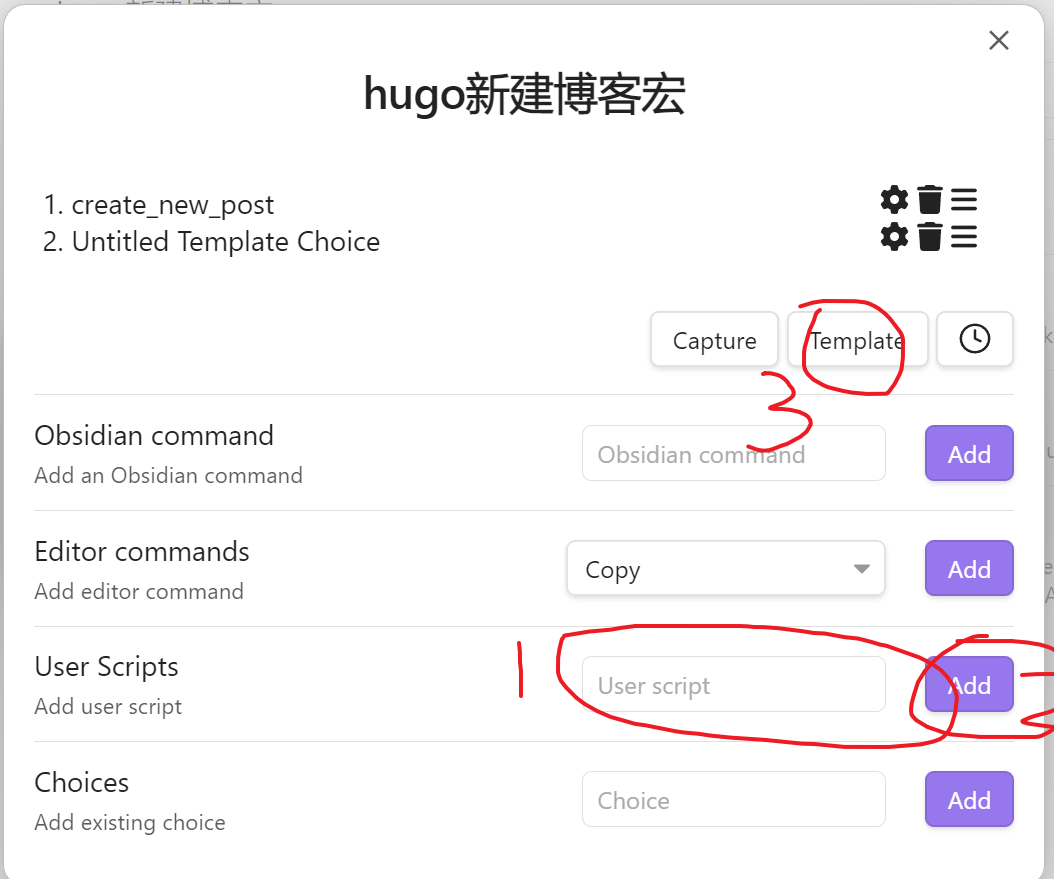 hugo新建博客宏
1. create_new_post
2. Untitled Template Choice
Capture Template
3
Obsidian command
Obsidian command Add
Add an Obsidian command
Editor commands
Copy Add
Add editor command
1
User Scripts
User script Add
2
Add user script
Choices
Choice Add
Add existing choice